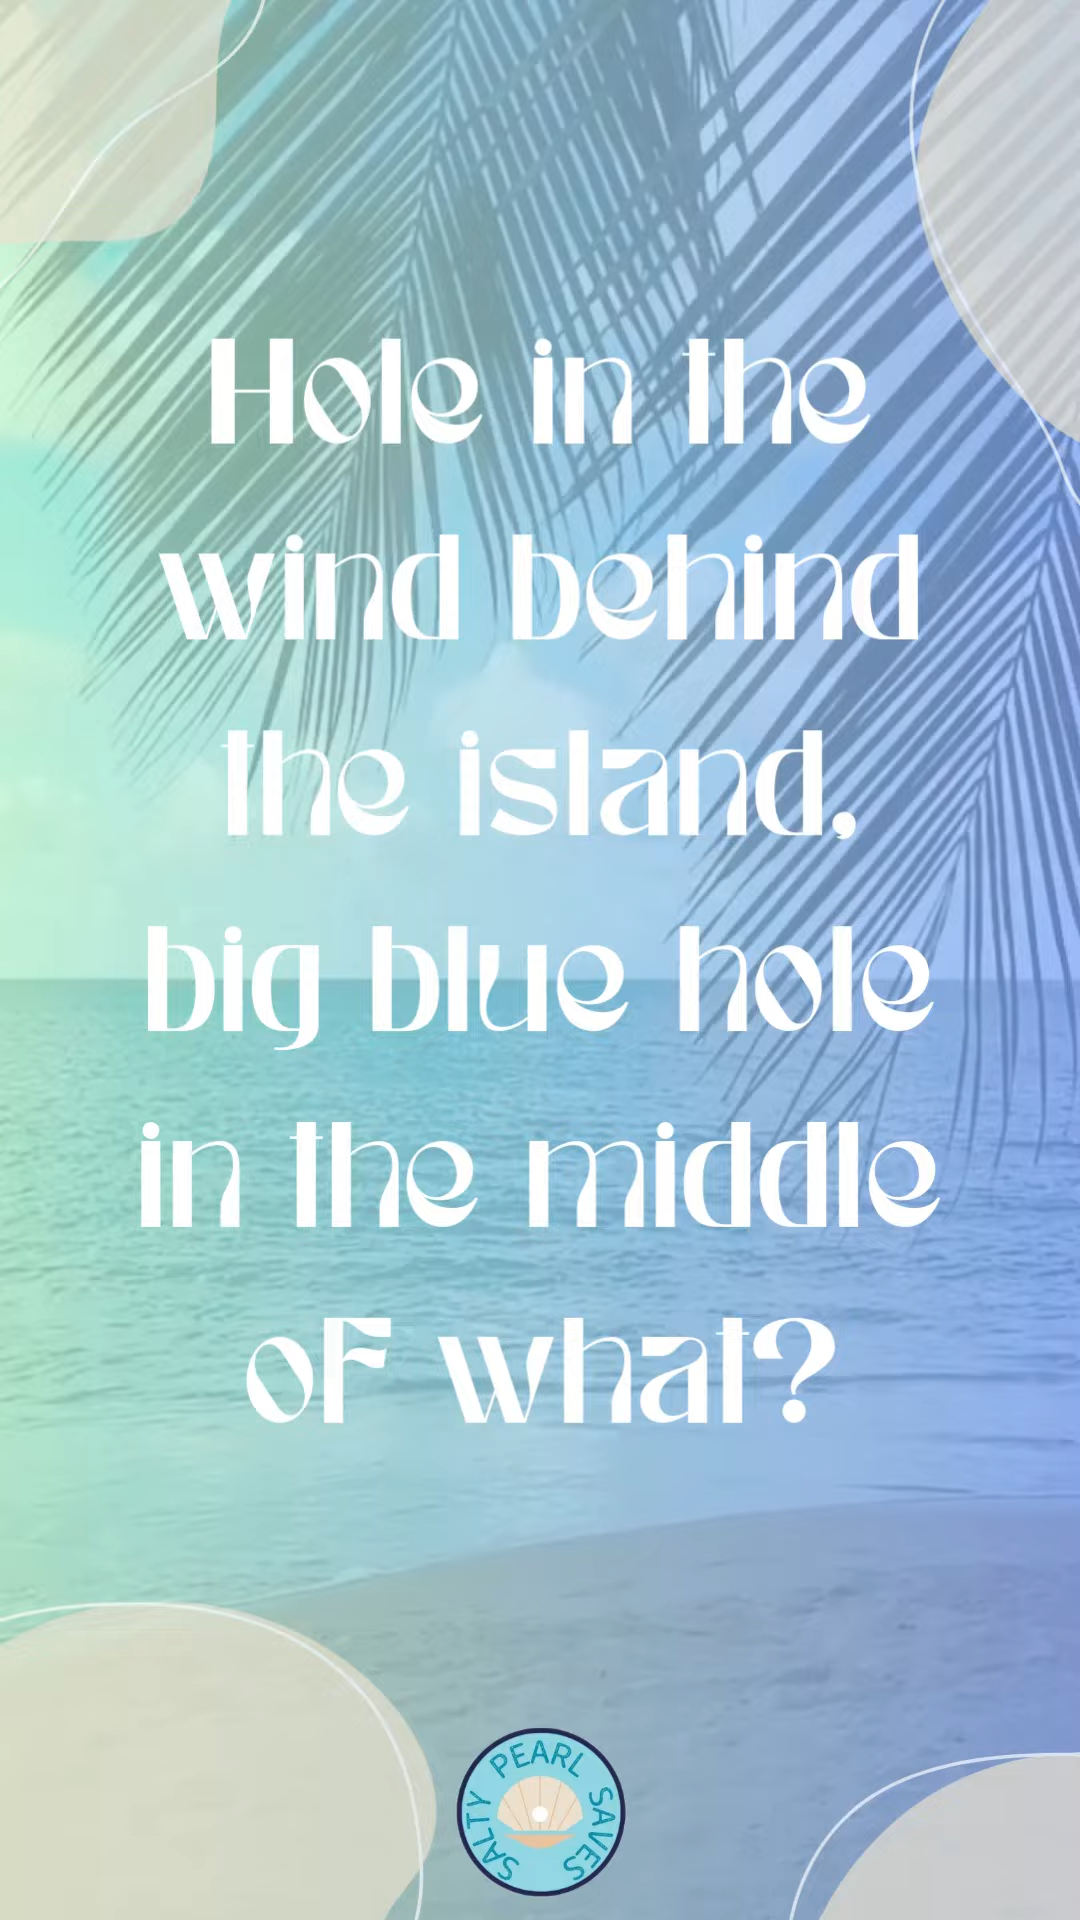 Hole in the
wind behind
the island,
big blue hole
in the middle
of what?
SALTY PEARL SAVES